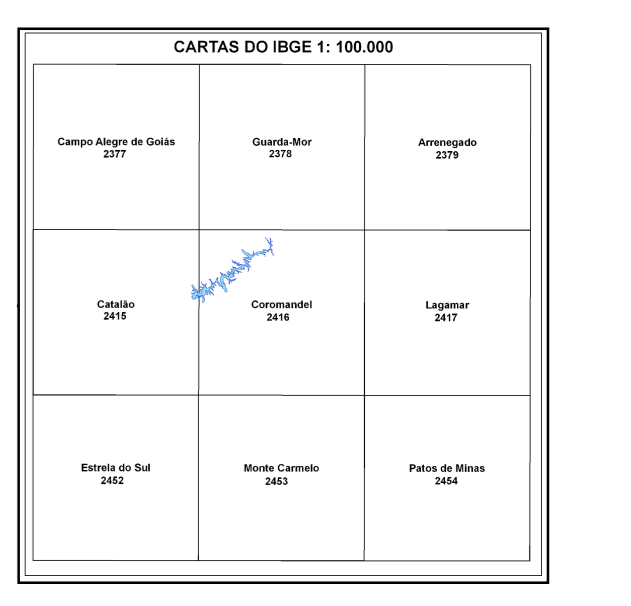 CARTAS DO IBGE 1: 100.000
Campo Alegre de Goiás
2377
Guarda-Mor
2378
Arrenegado
2379
Catalão
2415
Coromandel
2416
Lagamar
2417
Estrela do Sul
2452
Monte Carmelo
2453
Patos de Minas
2454